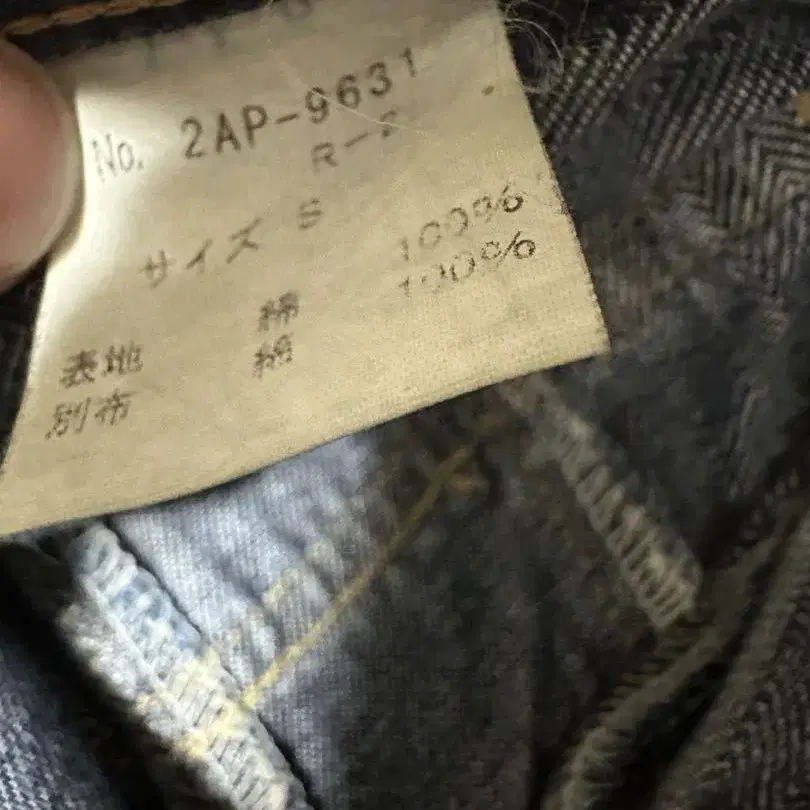 No. 2AP-9631
サイズ S
表地 綿 100%
別布 綿 100%